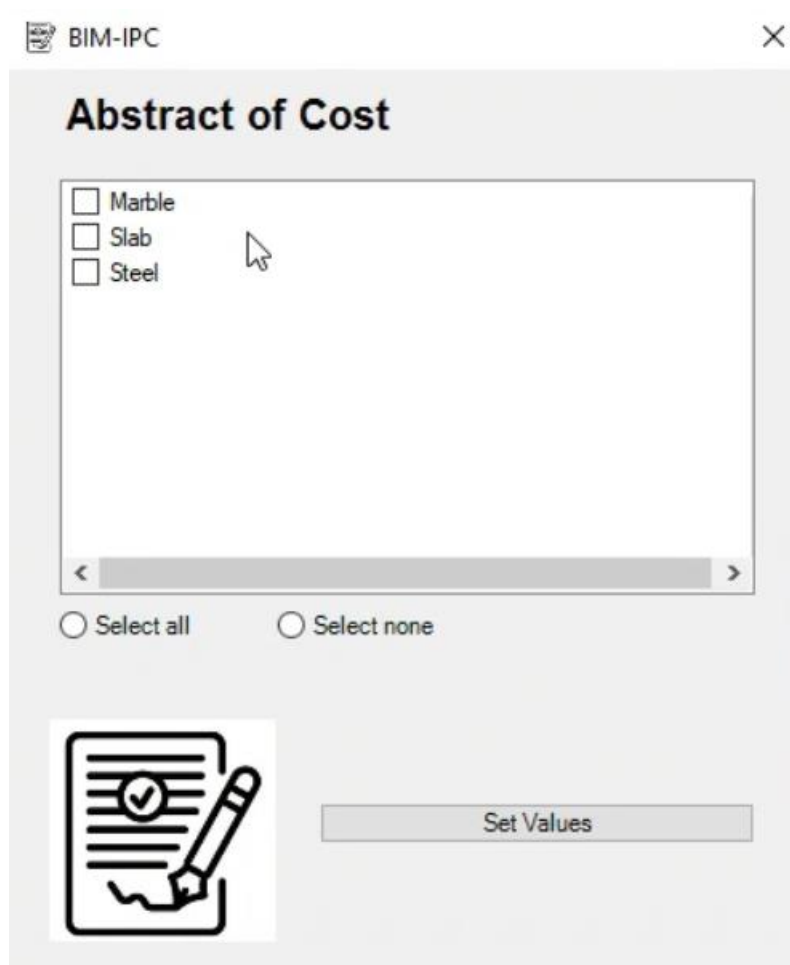 BIM-IPC
Abstract of Cost
Marble
Slab
Steel
Select all
Select none
Set Values